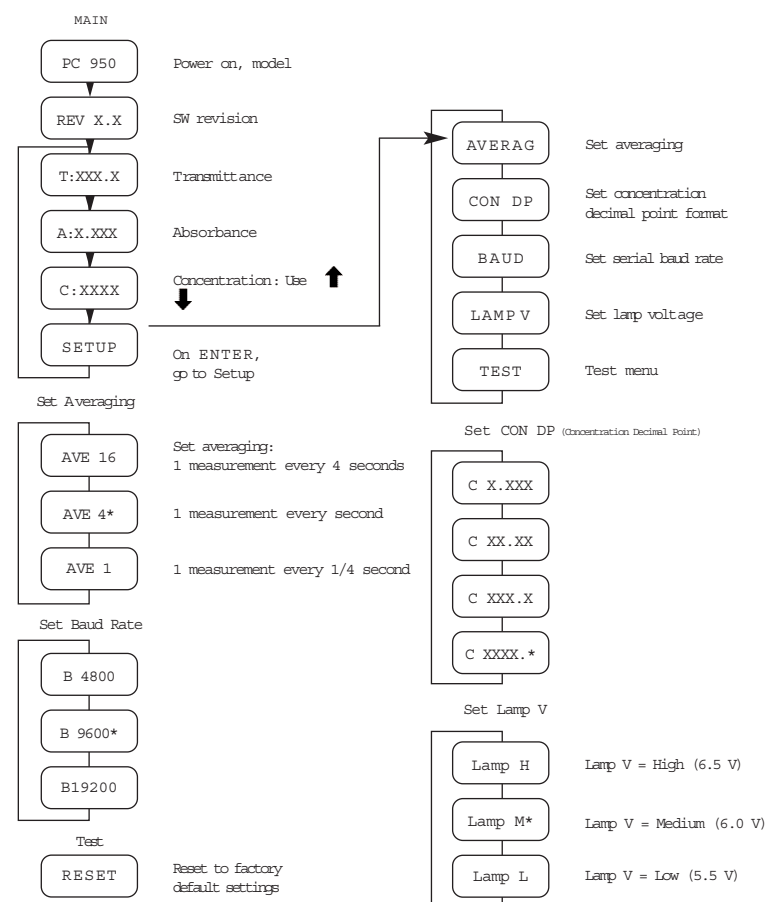 MAIN
PC 950
Power on, model
REV X.X
SW revision
T:XXX.X
Transmittance
A:X.XXX
Absorbance
C:XXXX
Concentration: Use
SETUP
On ENTER,
go to Setup
AVERAG
Set averaging
CON DP
Set concentration
decimal point format
BAUD
Set serial baud rate
LAMP V
Set lamp voltage
TEST
Test menu
Set Averaging
AVE 16
Set averaging:
1 measurement every 4 seconds
AVE 4*
1 measurement every second
AVE 1
1 measurement every 1/4 second
Set CON DP (Concentration Decimal Point)
C X.XXX
C XX.XX
C XXX.X
C XXXX.*
Set Baud Rate
B 4800
B 9600*
B19200
Set Lamp V
Lamp H
Lamp V = High (6.5 V)
Lamp M*
Lamp V = Medium (6.0 V)
Lamp L
Lamp V = Low (5.5 V)
Test
RESET
Reset to factory
default settings